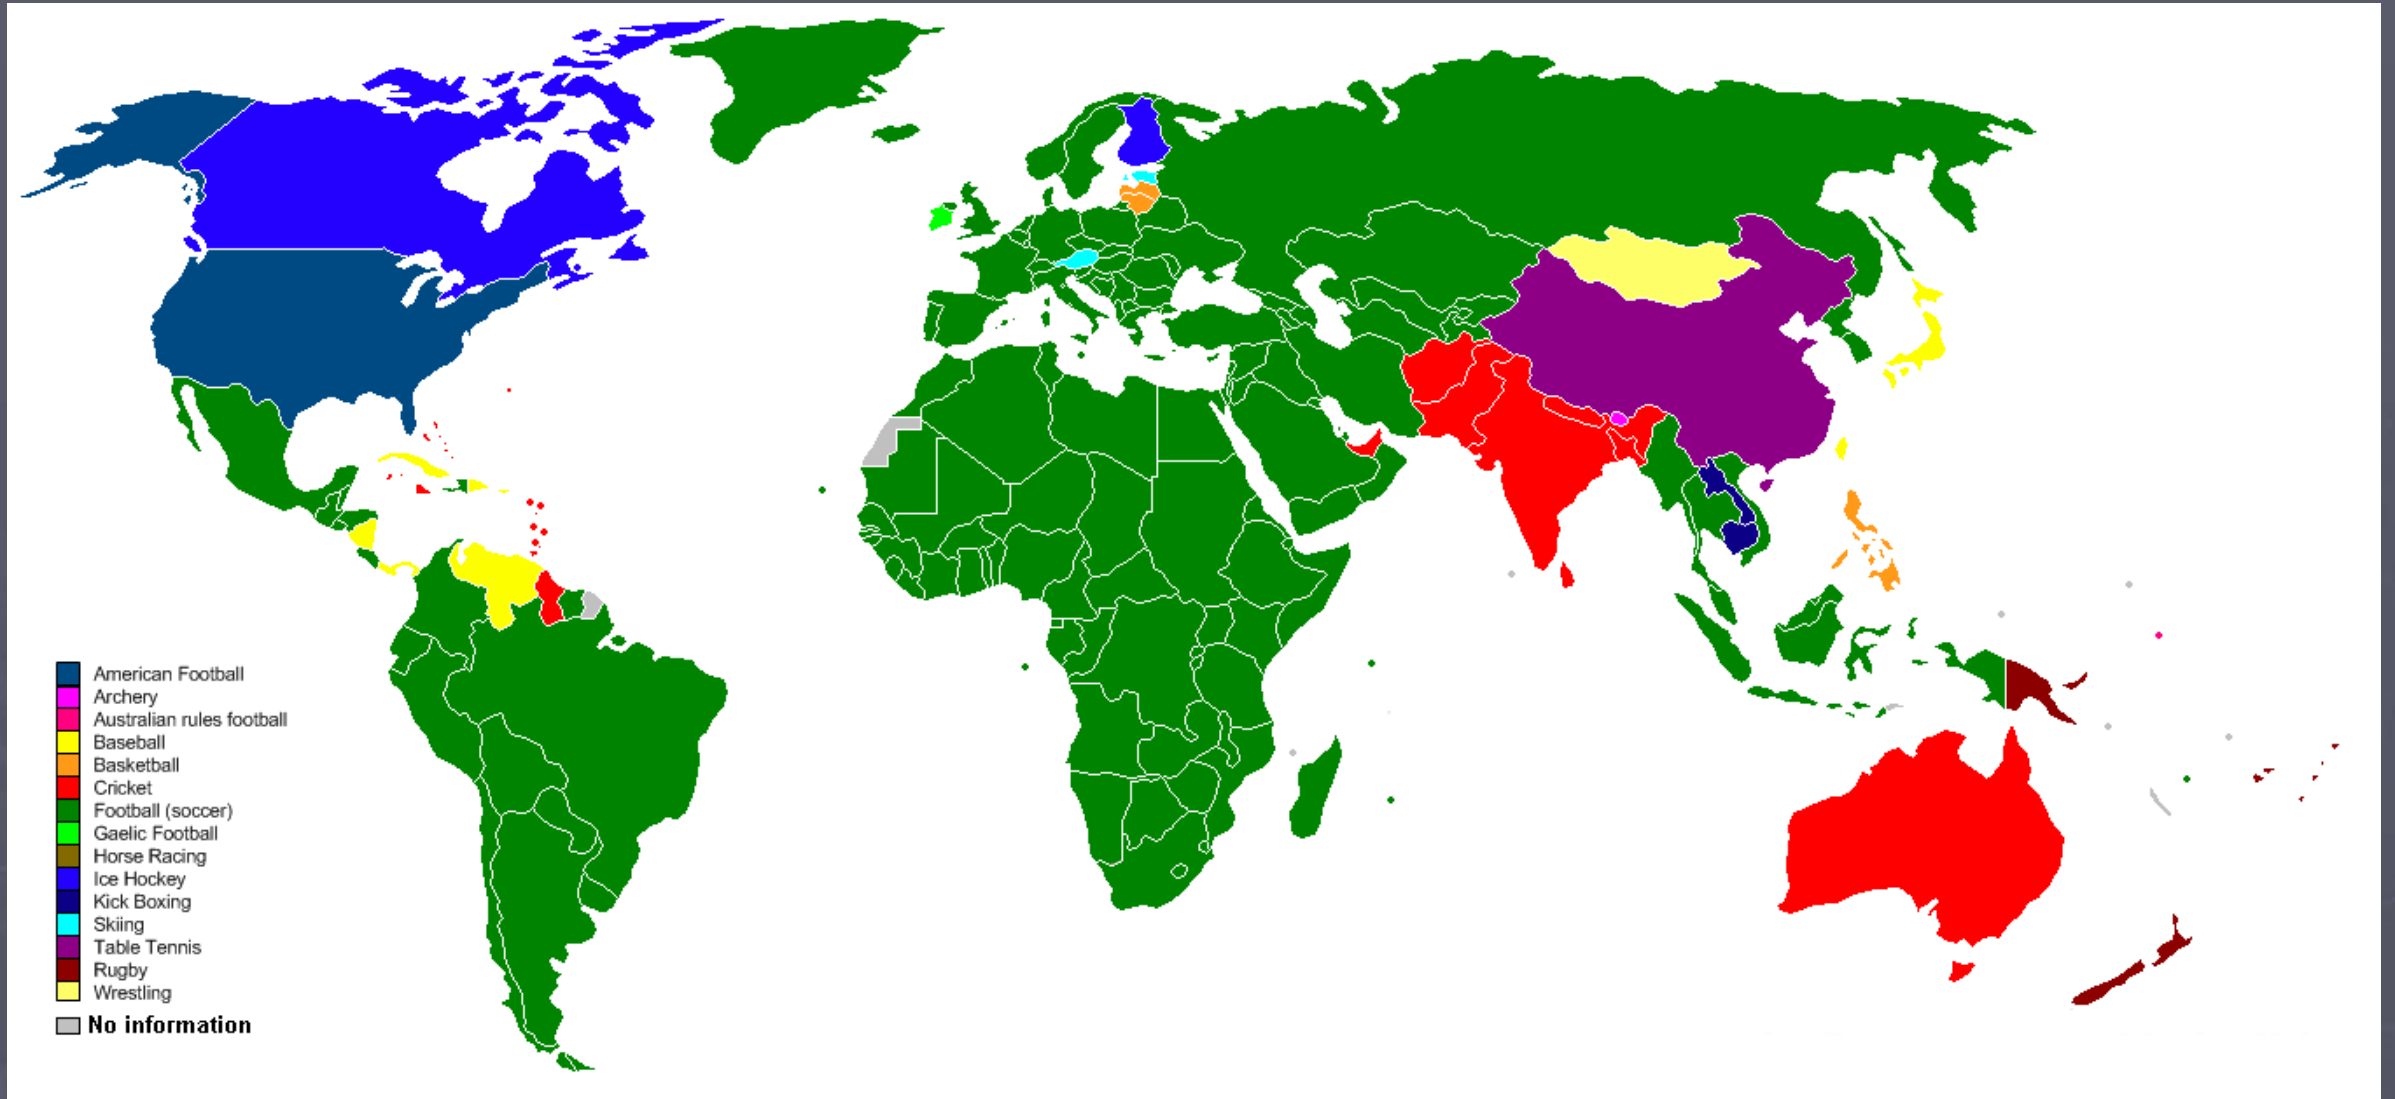 American Football
Archery
Australian rules football
Baseball
Basketball
Cricket
Football (soccer)
Gaelic Football
Horse Racing
Ice Hockey
Kick Boxing
Skiing
Table Tennis
Rugby
Wrestling
No information